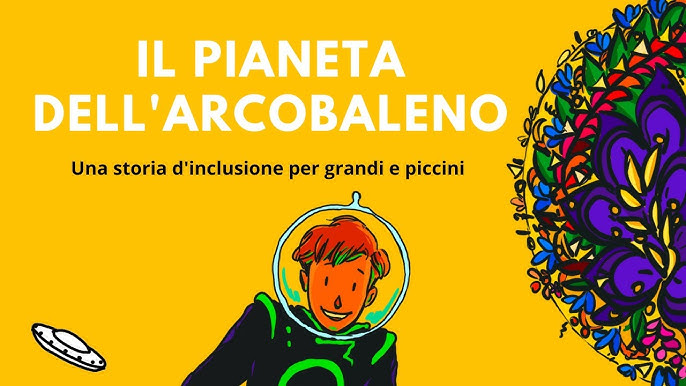 IL PIANETA
DELL'ARCOBALENO
Una storia d'inclusione per grandi e piccini